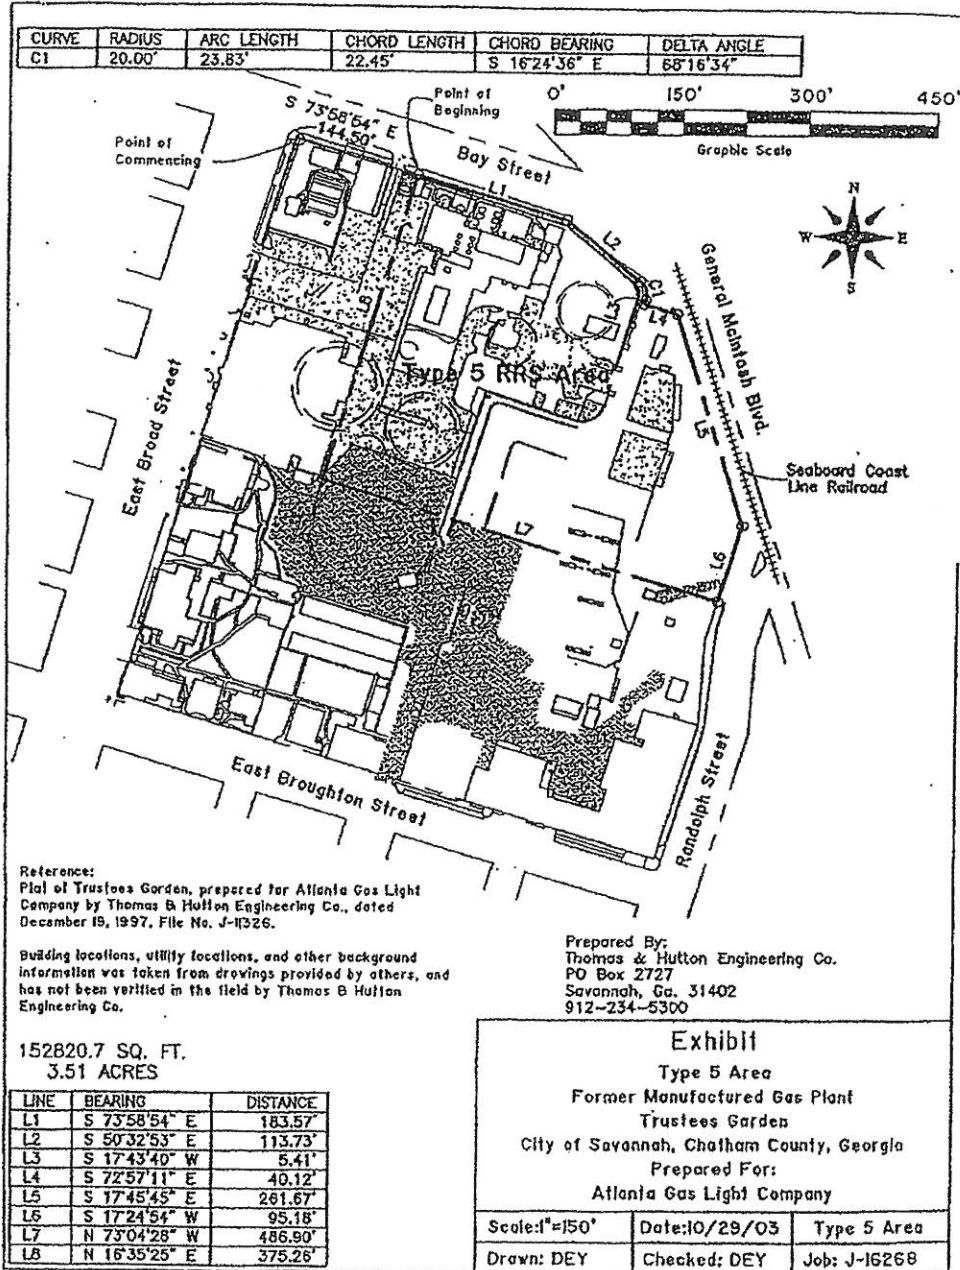 CURVE RADIUS ARC LENGTH CHORD LENGTH CHORD BEARING DELTA ANGLE
C1 20.00' 23.83' 22.45' S 16°24'36" E 68°16'34"
0' 150' 300' 450'
Graphic Scale
Point of
Beginning
S 73°58'54" E
144.50'
Point of
Commencing
Bay Street
L1
L2
N
W E
S
C1
L3
L4
General McIntosh Blvd.
L8
Type 5 RRS Area
L5
East Broad Street
Seaboard Coast
Line Railroad
L7
L6
East Broughton Street
Randolph Street
Reference:
Plat of Trustees Garden, prepared for Atlanta Gas Light
Company by Thomas & Hutton Engineering Co., dated
December 19, 1997, File No. J-11326.
Building locations, utility locations, and other background
information was taken from drawings provided by others, and
has not been verified in the field by Thomas & Hutton
Engineering Co.
Prepared By:
Thomas & Hutton Engineering Co.
PO Box 2727
Savannah, Ga. 31402
912-234-5300
152820.7 SQ. FT.
3.51 ACRES
LINE BEARING DISTANCE
L1 S 73°58'54" E 183.57'
L2 S 50°32'53" E 113.73'
L3 S 17°43'40" W 5.41'
L4 S 72°57'11" E 40.12'
L5 S 17°45'45" E 261.67'
L6 S 17°24'54" W 95.18'
L7 N 73°04'28" W 486.90'
L8 N 16°35'25" E 375.26'
Exhibit
Type 5 Area
Former Manufactured Gas Plant
Trustees Garden
City of Savannah, Chatham County, Georgia
Prepared For:
Atlanta Gas Light Company
Scale:1"=150' Date:10/29/03 Type 5 Area
Drawn: DEY Checked: DEY Job: J-16268